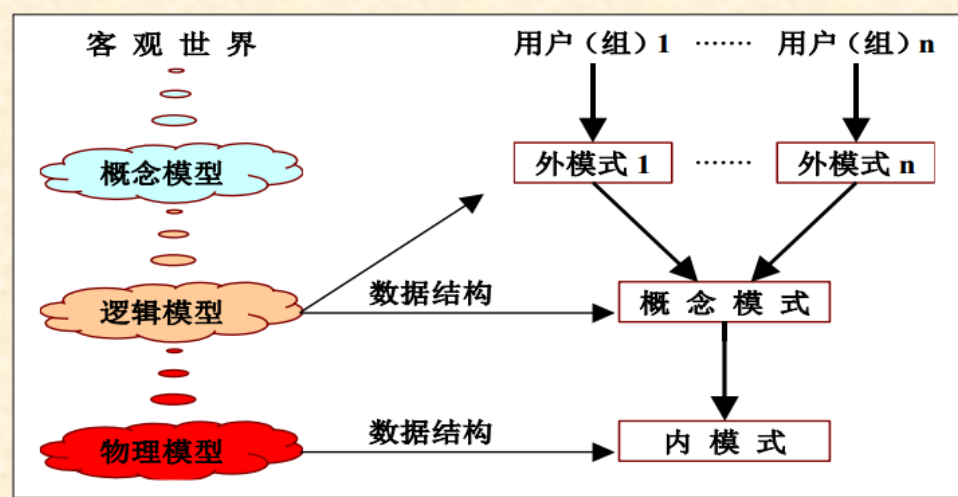 客 观 世 界
用户（组）1 ······· 用户（组）n
概念模型
外模式 1 ······· 外模式 n
逻辑模型
数据结构
概 念 模 式
物理模型
数据结构
内 模 式